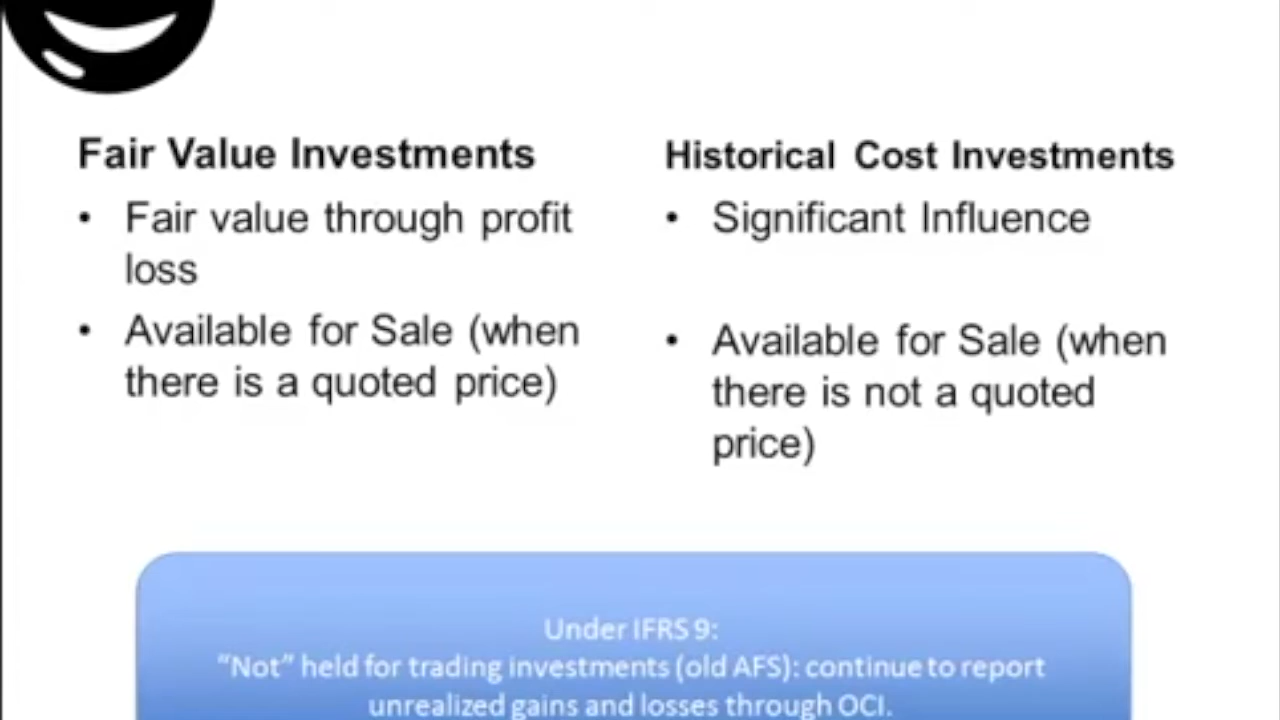 Fair Value Investments
• Fair value through profit
loss
• Available for Sale (when
there is a quoted price)
Historical Cost Investments
• Significant Influence
• Available for Sale (when
there is not a quoted
price)
Under IFRS 9:
“Not” held for trading investments (old AFS): continue to report
unrealized gains and losses through OCI.